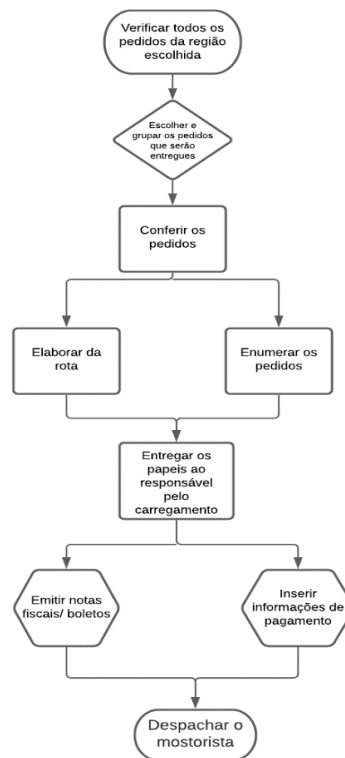 Verificar todos os
pedidos da região
escolhida
Escolher e
grupar os pedidos
que serão
entregues
Conferir os
pedidos
Elaborar da
rota
Enumerar os
pedidos
Entregar os
papeis ao
responsável
pelo
carregamento
Emitir notas
fiscais/ boletos
Inserir
informações de
pagamento
Despachar o
mostorista